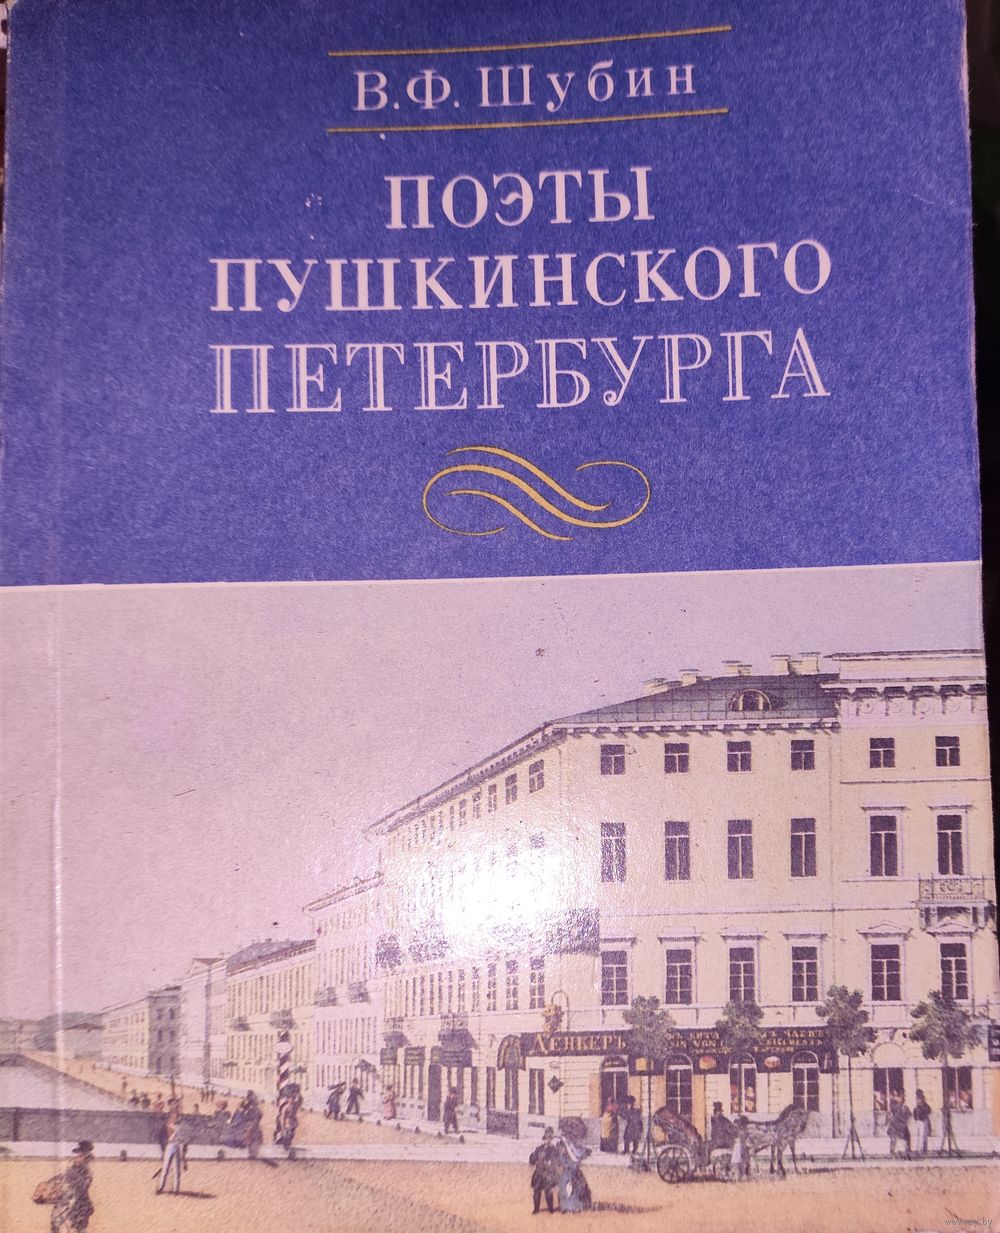 В.Ф. Шубин
ПОЭТЫ
ПУШКИНСКОГО
ПЕТЕРБУРГА
ЛЕНКЕРЪ